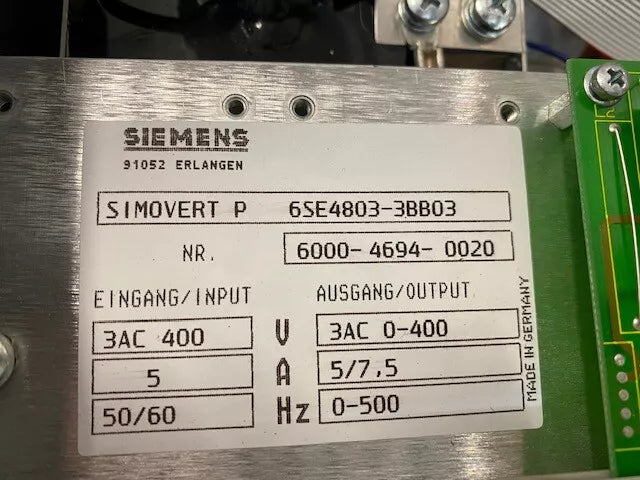 SIEMENS
91052 ERLANGEN
SIMOVERT P 6SE4803-3BB03
NR. 6000-4694-0020
EINGANG/INPUT AUSGANG/OUTPUT
3AC 400 V 3AC 0-400
5 A 5/7,5
50/60 Hz 0-500
MADE IN GERMANY